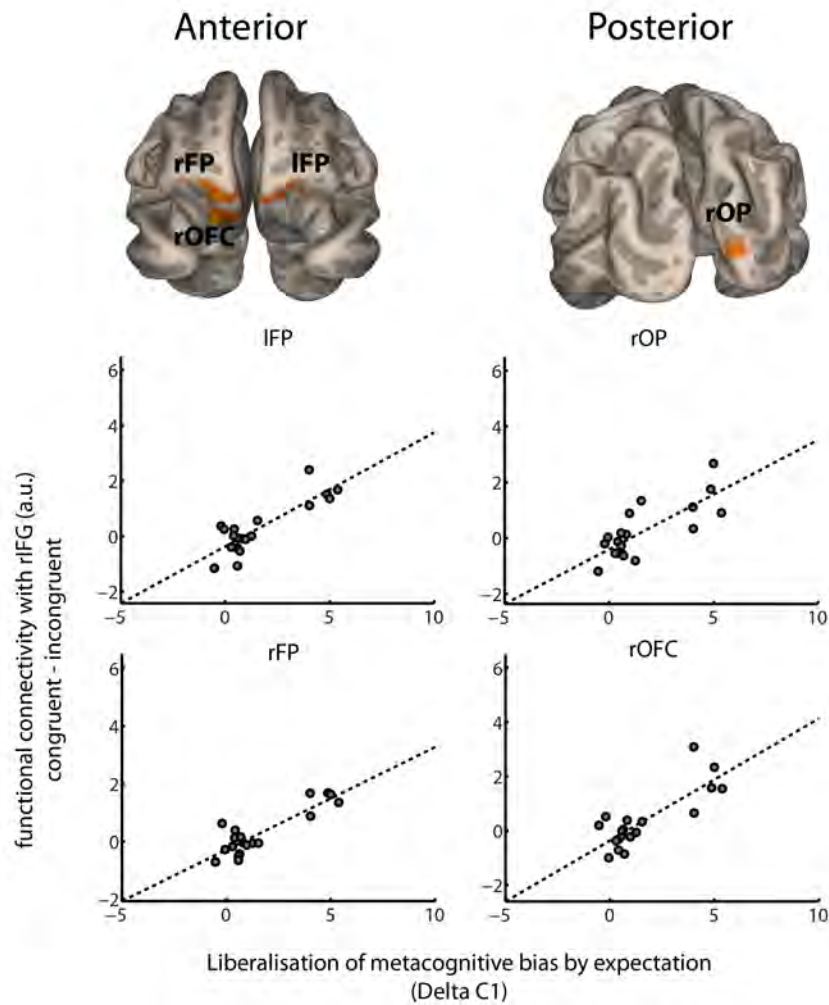 Anterior
Posterior
rFP
lFP
rOFC
rOP
lFP
rOP
6
4
2
0
−2
−5
0
5
10
6
4
2
0
−2
−5
0
5
10
rFP
rOFC
6
4
2
0
−2
−5
0
5
10
6
4
2
0
−2
−5
0
5
10
functional connectivity with rIFG (a.u.)
congruent - incongruent
Liberalisation of metacognitive bias by expectation
(Delta C1)